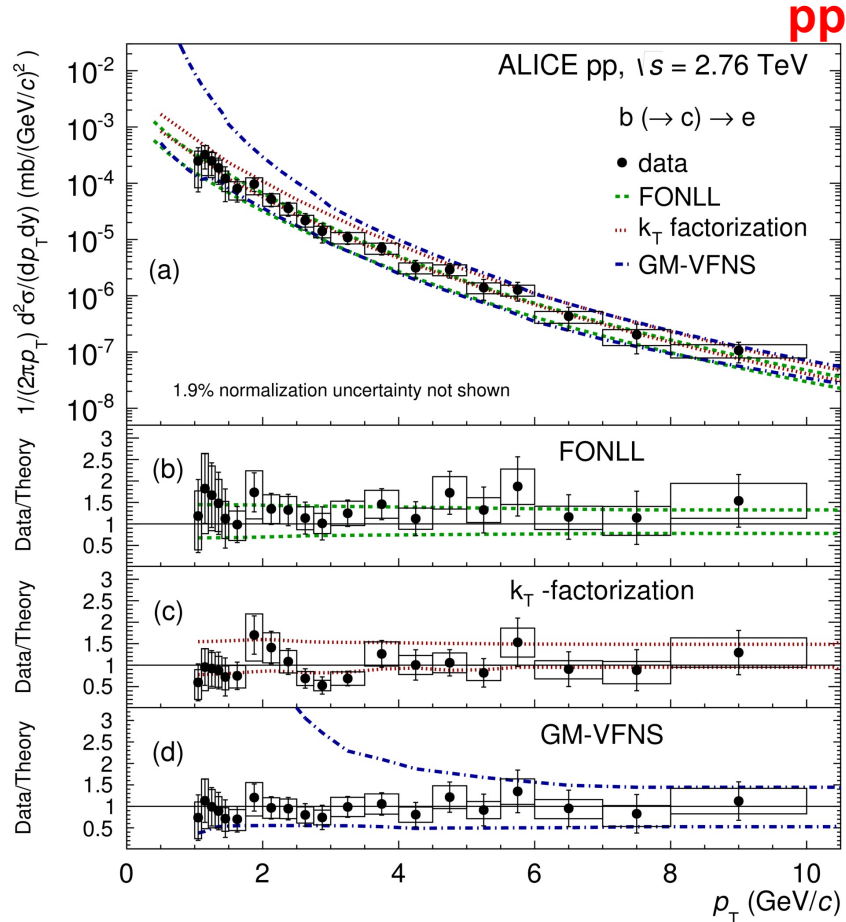 pp
ALICE pp, √s = 2.76 TeV
b (→ c) → e
data
FONLL
k_T factorization
GM-VFNS
1/(2πp_T) d²σ/(dp_Tdy) (mb/(GeV/c)²)
10⁻²
10⁻³
10⁻⁴
10⁻⁵
10⁻⁶
10⁻⁷
10⁻⁸
(a)
1.9% normalization uncertainty not shown
Data/Theory
3
2.5
2
1.5
1
0.5
(b)
FONLL
Data/Theory
3
2.5
2
1.5
1
0.5
(c)
k_T -factorization
Data/Theory
3
2.5
2
1.5
1
0.5
(d)
GM-VFNS
0 2 4 6 8 10
p_T (GeV/c)